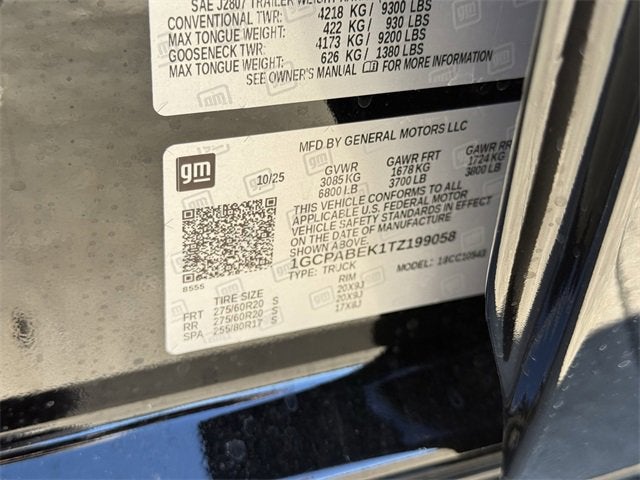 SAE J2807 TRAILER WEIGHT
CONVENTIONAL TWR: 4218 KG / 9300 LBS
MAX TONGUE WEIGHT: 422 KG / 930 LBS
GOOSENECK TWR: 4173 KG / 9200 LBS
MAX TONGUE WEIGHT: 626 KG / 1380 LBS
SEE OWNER'S MANUAL FOR MORE INFORMATION
MFD BY GENERAL MOTORS LLC
gm
10/25 GVWR GAWR FRT GAWR RR
3085 KG 1678 KG 1724 KG
6800 LB 3700 LB 3800 LB
THIS VEHICLE CONFORMS TO ALL
APPLICABLE U.S. FEDERAL MOTOR
VEHICLE SAFETY STANDARDS IN EFFECT
ON THE DATE OF MANUFACTURE SHOWN ABOVE.
1GCPABEK1TZ199058
8555 TYPE: TRUCK MODEL: 18CC10543
TIRE SIZE RIM
FRT 275/60R20 S 20X9J
RR 275/60R20 S 20X9J
SPA 255/80R17 S 17X8J